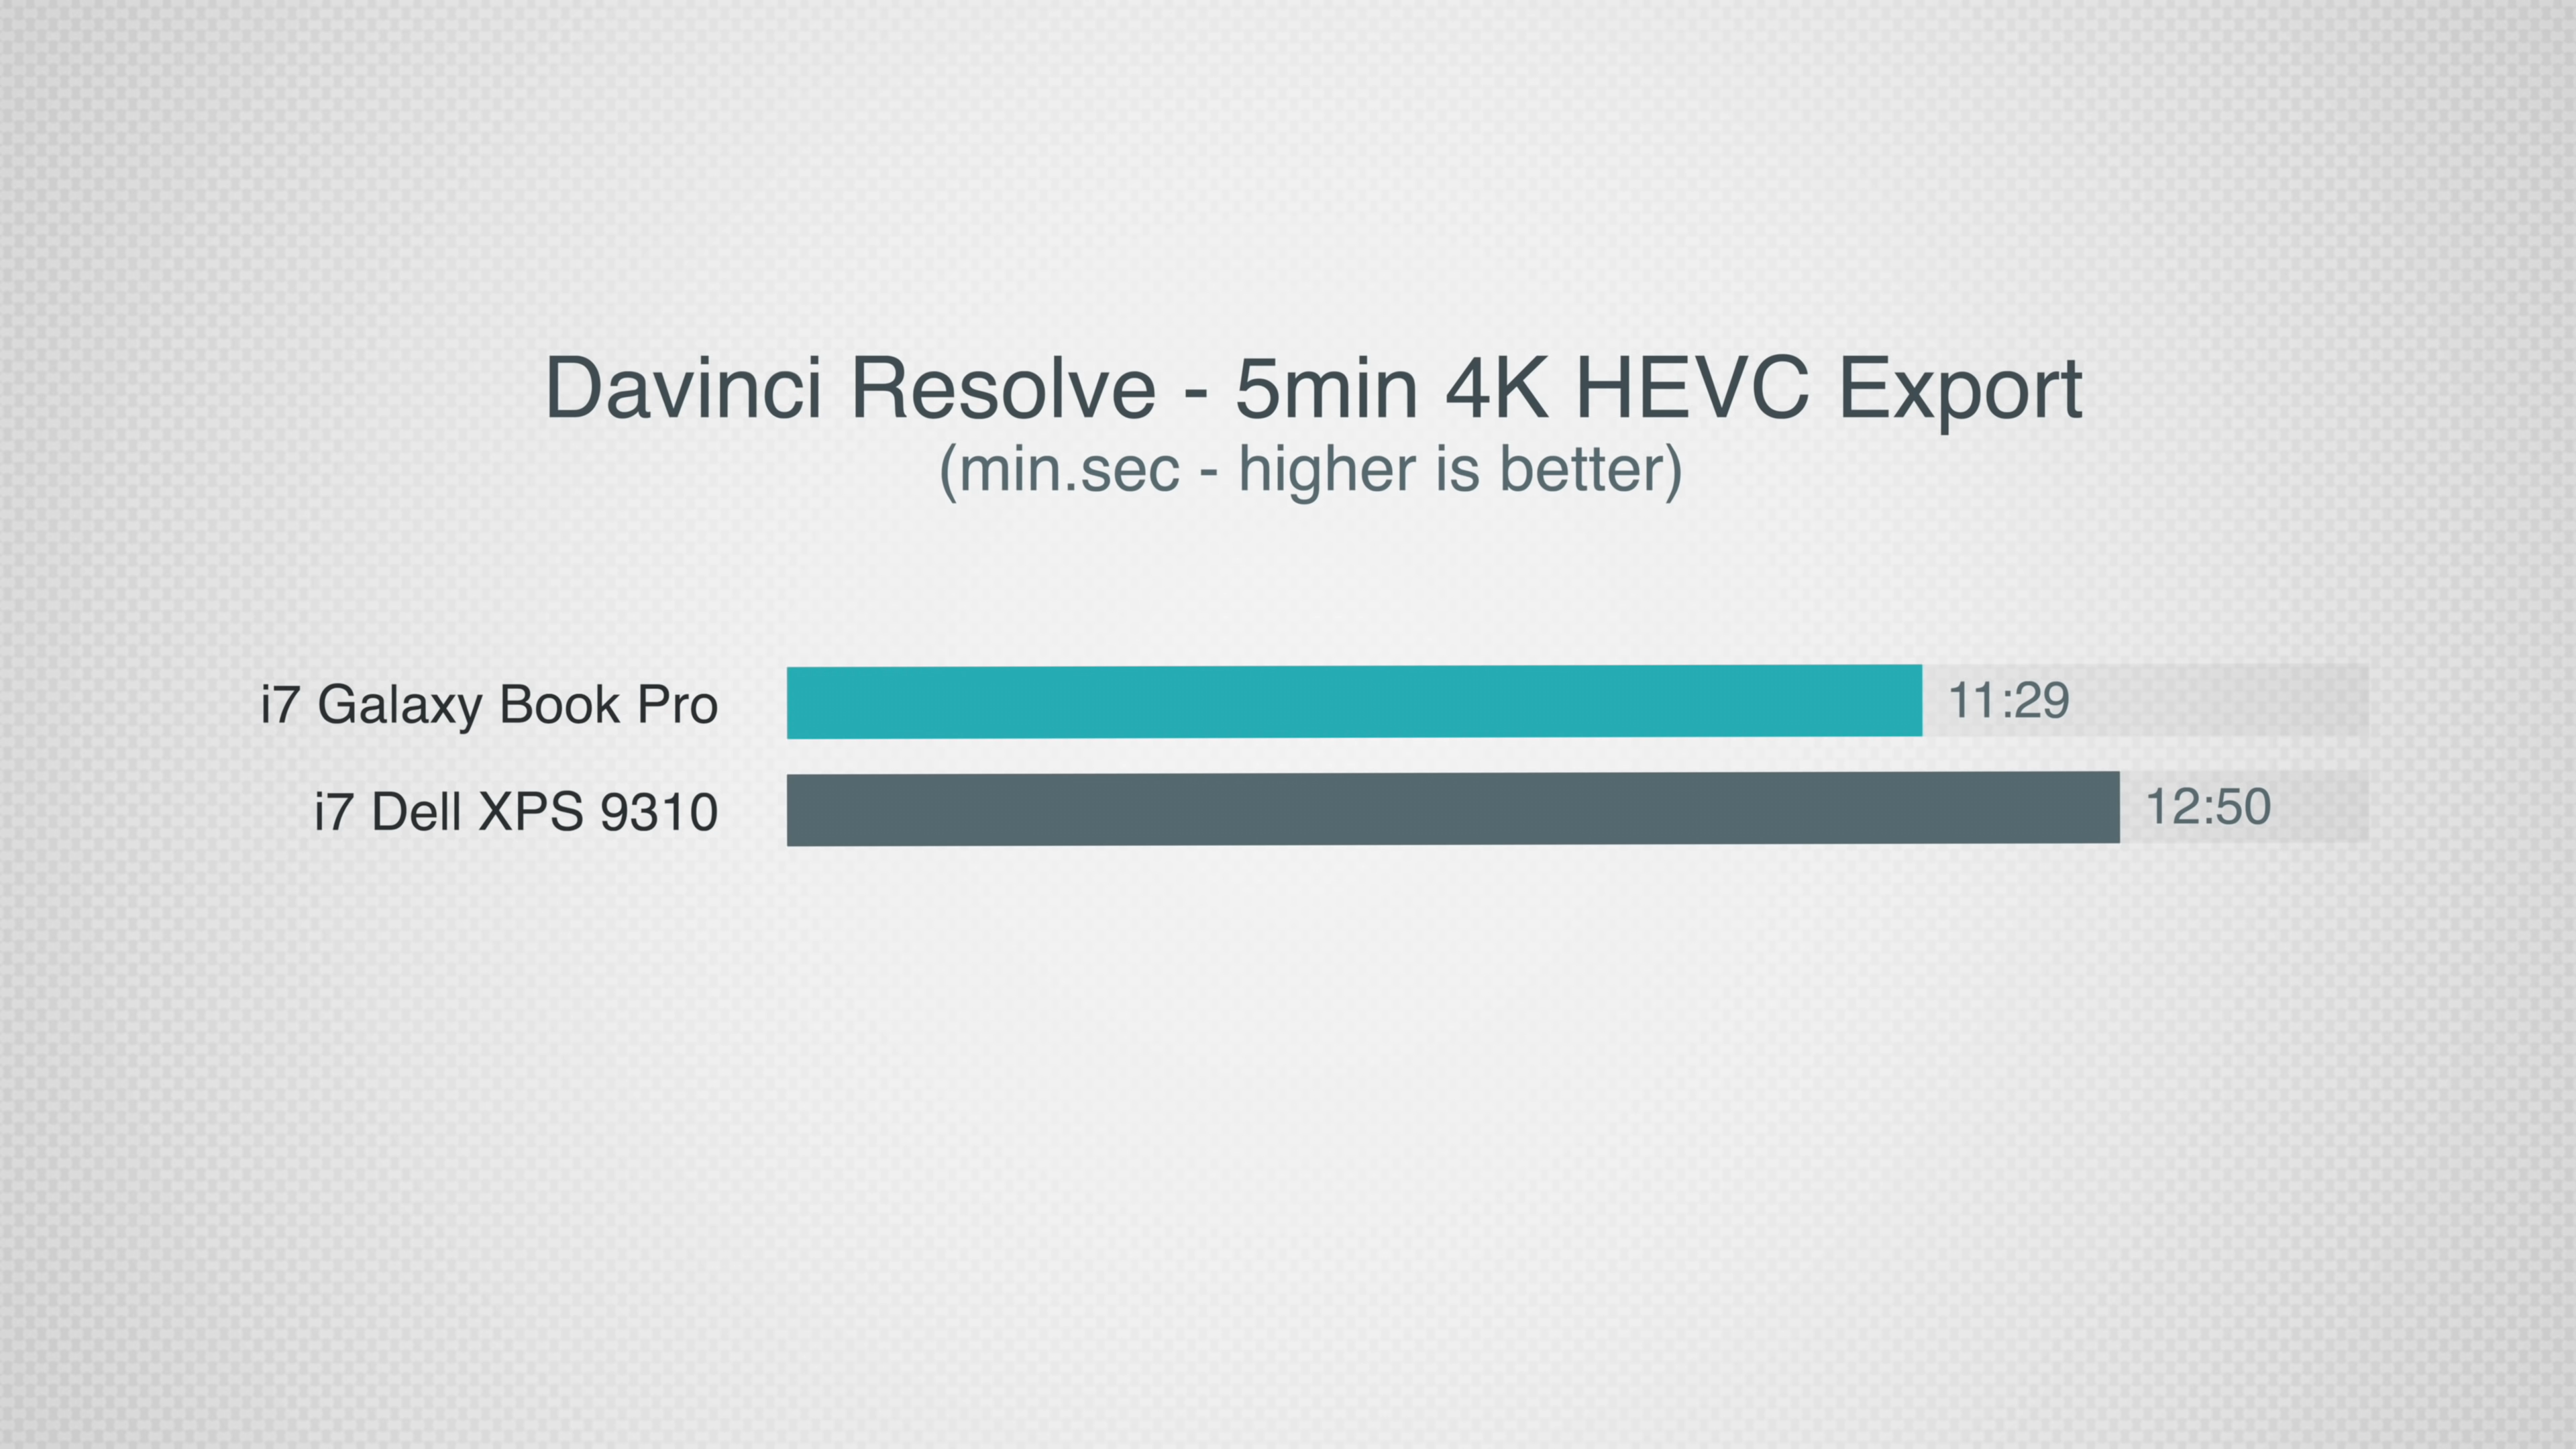 Davinci Resolve - 5min 4K HEVC Export
(min.sec - higher is better)
i7 Galaxy Book Pro 11:29
i7 Dell XPS 9310 12:50